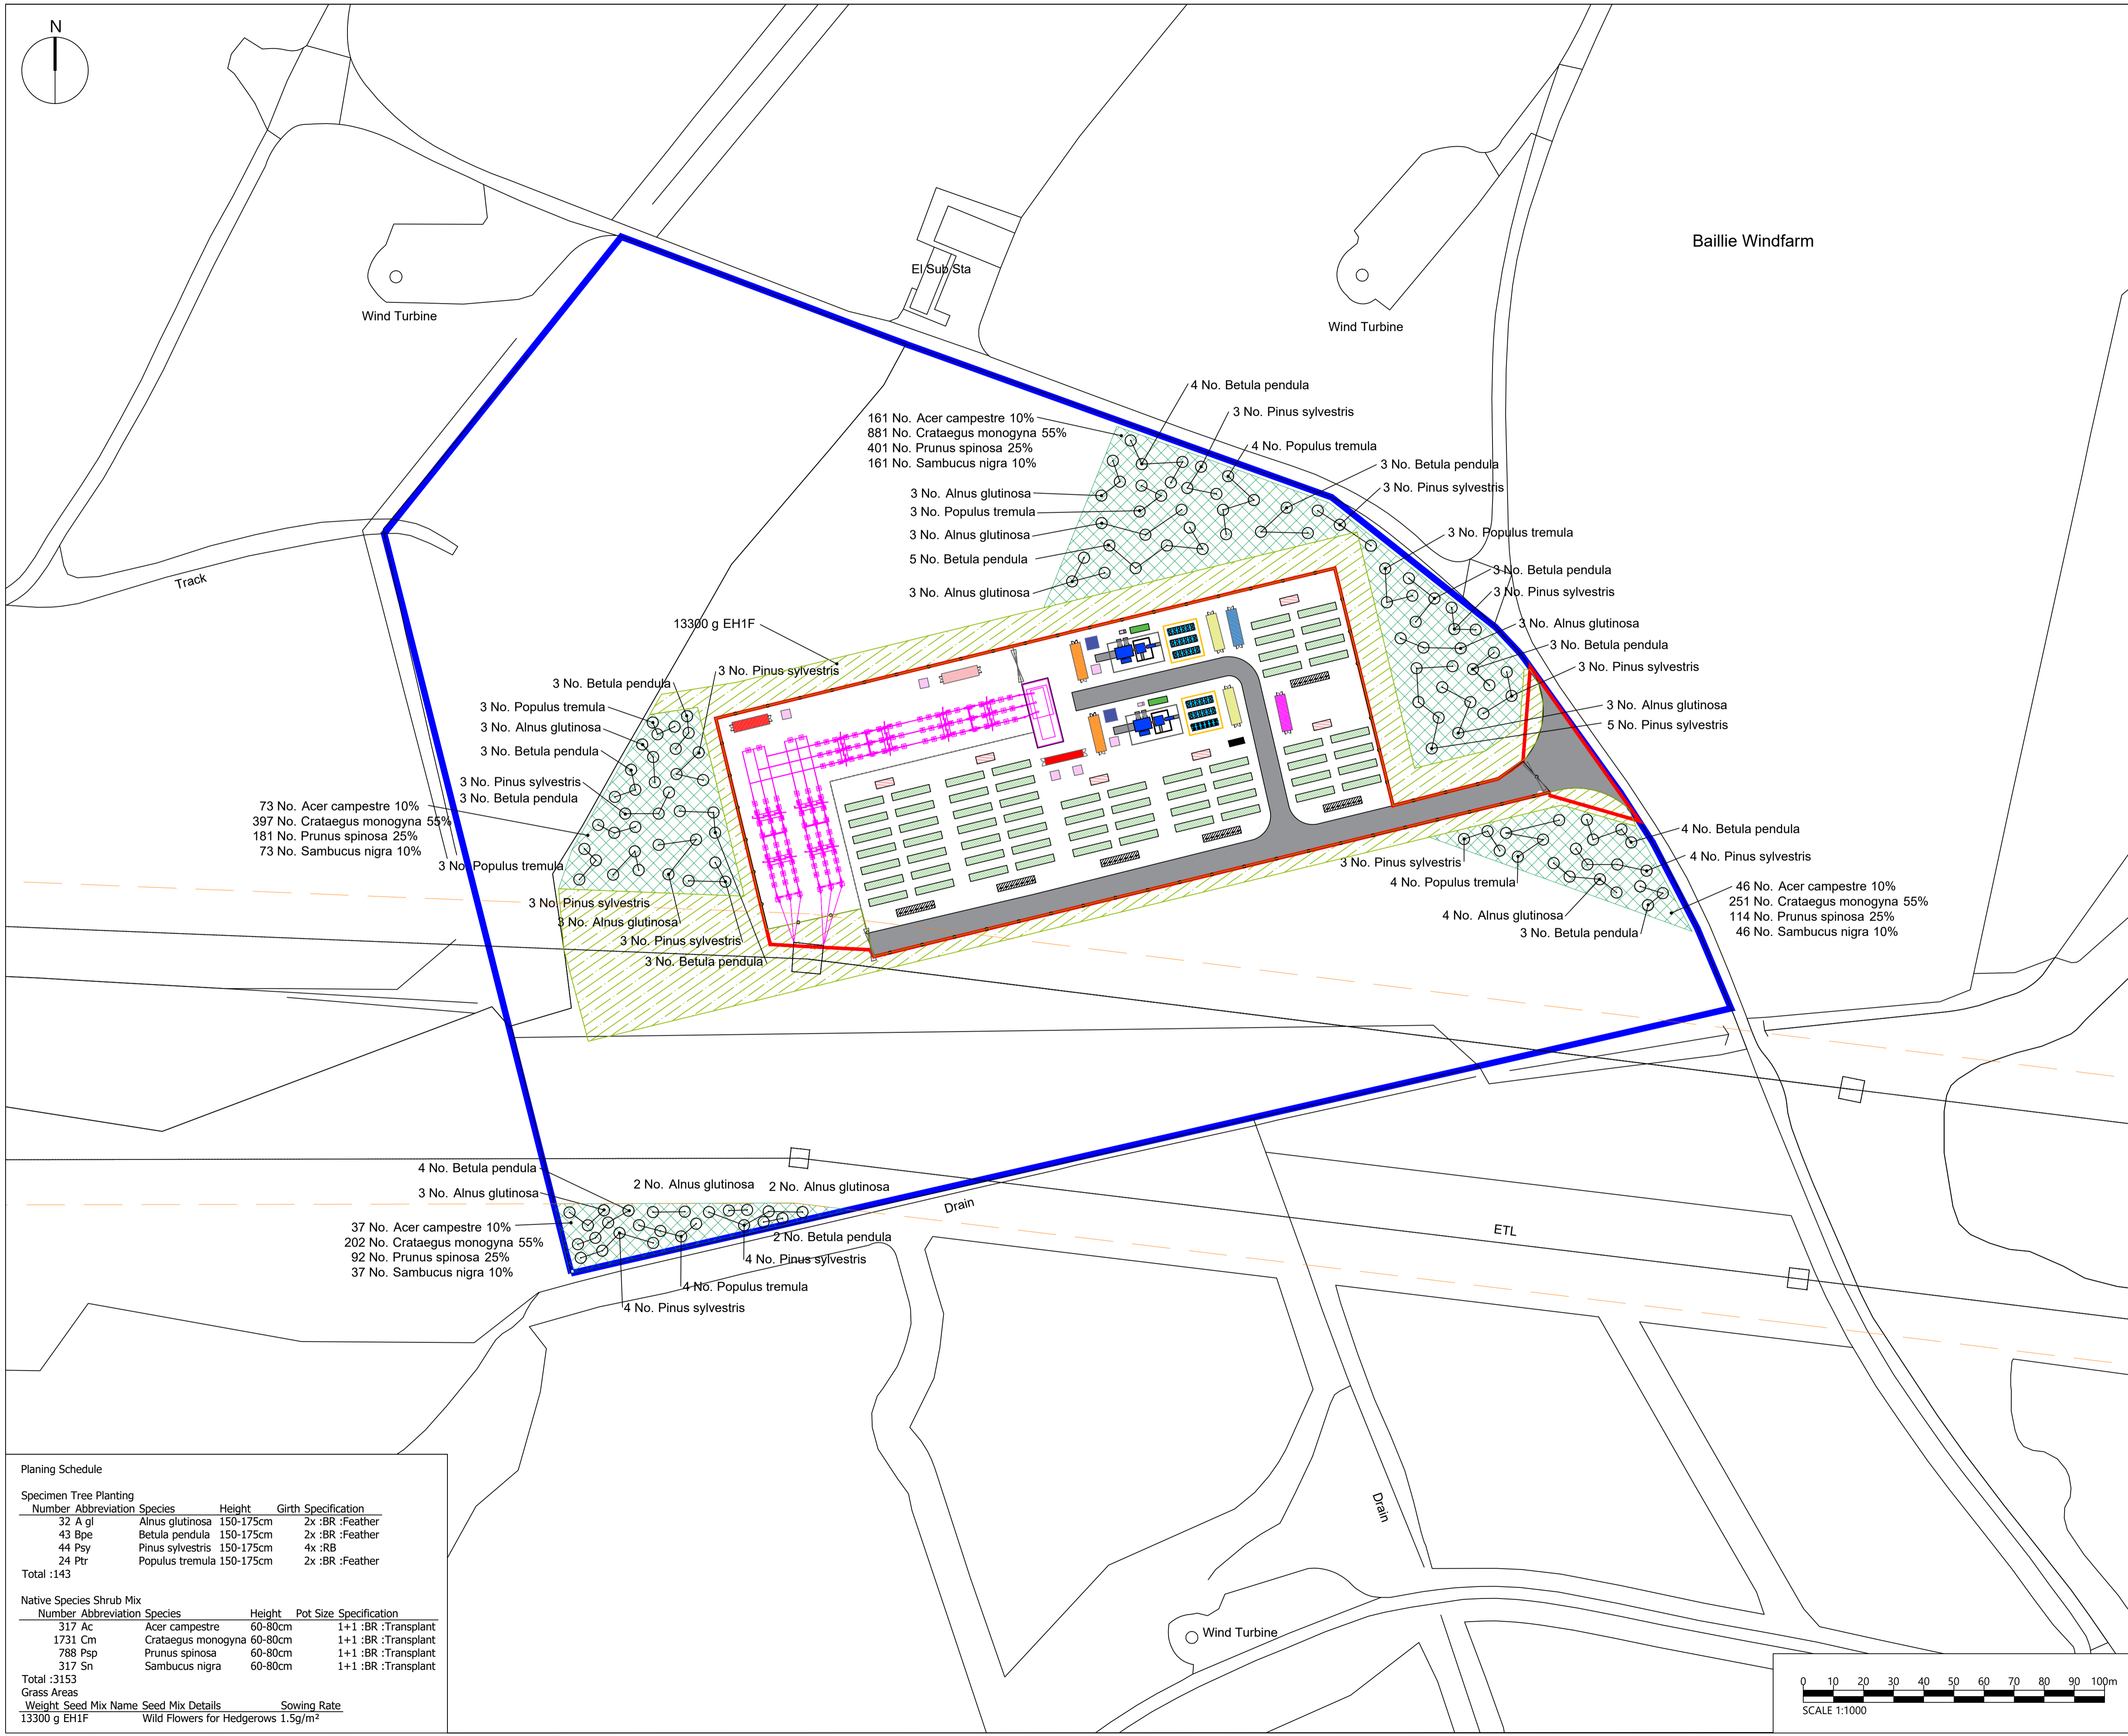 N
Baillie Windfarm
El Sub Sta
Wind Turbine
Wind Turbine
4 No. Betula pendula
3 No. Pinus sylvestris
161 No. Acer campestre 10%
881 No. Crataegus monogyna 55%
401 No. Prunus spinosa 25%
161 No. Sambucus nigra 10%
4 No. Populus tremula
3 No. Betula pendula
3 No. Pinus sylvestris
3 No. Alnus glutinosa
3 No. Populus tremula
3 No. Alnus glutinosa
5 No. Betula pendula
3 No. Alnus glutinosa
3 No. Populus tremula
3 No. Betula pendula
3 No. Pinus sylvestris
3 No. Alnus glutinosa
3 No. Betula pendula
3 No. Pinus sylvestris
3 No. Alnus glutinosa
5 No. Pinus sylvestris
Track
13300 g EH1F
3 No. Pinus sylvestris
3 No. Betula pendula
3 No. Populus tremula
3 No. Alnus glutinosa
3 No. Betula pendula
3 No. Pinus sylvestris
3 No. Betula pendula
73 No. Acer campestre 10%
397 No. Crataegus monogyna 55%
181 No. Prunus spinosa 25%
73 No. Sambucus nigra 10%
3 No. Populus tremula
3 No. Pinus sylvestris
3 No. Alnus glutinosa
3 No. Pinus sylvestris
3 No. Betula pendula
4 No. Betula pendula
4 No. Pinus sylvestris
3 No. Pinus sylvestris
4 No. Populus tremula
46 No. Acer campestre 10%
251 No. Crataegus monogyna 55%
114 No. Prunus spinosa 25%
46 No. Sambucus nigra 10%
4 No. Alnus glutinosa
3 No. Betula pendula
4 No. Betula pendula
3 No. Alnus glutinosa
2 No. Alnus glutinosa
2 No. Alnus glutinosa
37 No. Acer campestre 10%
202 No. Crataegus monogyna 55%
92 No. Prunus spinosa 25%
37 No. Sambucus nigra 10%
2 No. Betula pendula
4 No. Pinus sylvestris
4 No. Populus tremula
4 No. Pinus sylvestris
Drain
ETL
Drain
Wind Turbine
Planing Schedule
Specimen Tree Planting
Number Abbreviation Species Height Girth Specification
32 A gl Alnus glutinosa 150-175cm 2x :BR :Feather
43 Bpe Betula pendula 150-175cm 2x :BR :Feather
44 Psy Pinus sylvestris 150-175cm 4x :RB
24 Ptr Populus tremula 150-175cm 2x :BR :Feather
Total :143
Native Species Shrub Mix
Number Abbreviation Species Height Pot Size Specification
317 Ac Acer campestre 60-80cm 1+1 :BR :Transplant
1731 Cm Crataegus monogyna 60-80cm 1+1 :BR :Transplant
788 Psp Prunus spinosa 60-80cm 1+1 :BR :Transplant
317 Sn Sambucus nigra 60-80cm 1+1 :BR :Transplant
Total :3153
Grass Areas
Weight Seed Mix Name Seed Mix Details Sowing Rate
13300 g EH1F Wild Flowers for Hedgerows 1.5g/m²
0 10 20 30 40 50 60 70 80 90 100m
SCALE 1:1000